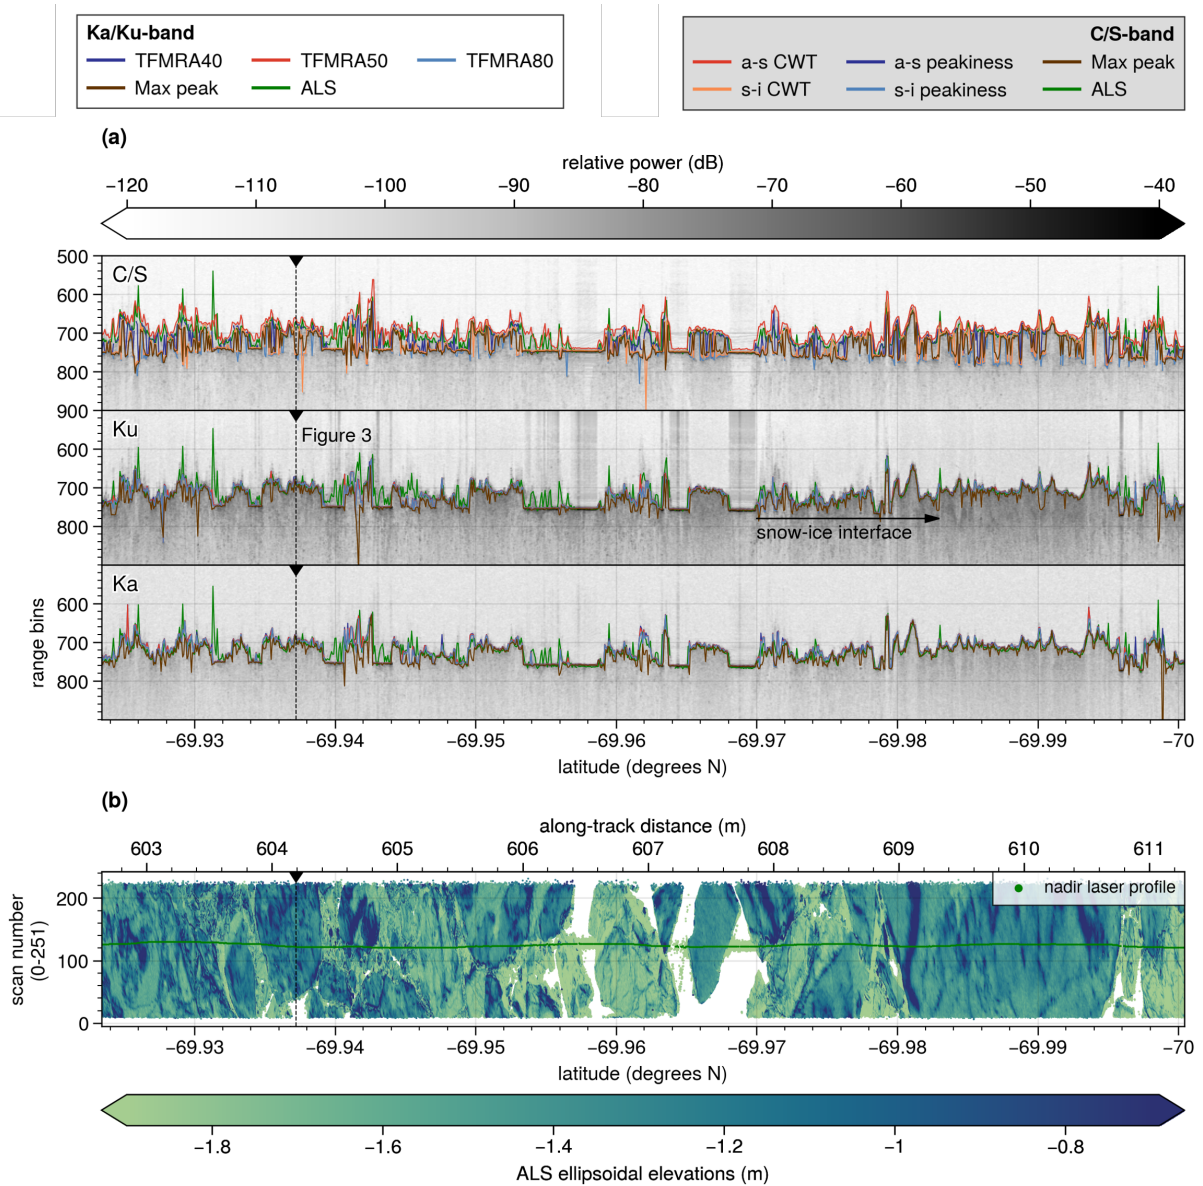 Ka/Ku-band
TFMRA40 TFMRA50 TFMRA80
Max peak ALS
C/S-band
a-s CWT a-s peakiness Max peak
s-i CWT s-i peakiness ALS
(a)
relative power (dB)
−120 −110 −100 −90 −80 −70 −60 −50 −40
500
C/S
600
700
800
900
Ku
Figure 3
600
700
800
snow-ice interface
Ka
600
700
800
range bins
−69.93 −69.94 −69.95 −69.96 −69.97 −69.98 −69.99 −70
latitude (degrees N)
(b)
along-track distance (m)
603 604 605 606 607 608 609 610 611
nadir laser profile
200
100
0
scan number
(0-251)
−69.93 −69.94 −69.95 −69.96 −69.97 −69.98 −69.99 −70
latitude (degrees N)
−1.8 −1.6 −1.4 −1.2 −1 −0.8
ALS ellipsoidal elevations (m)